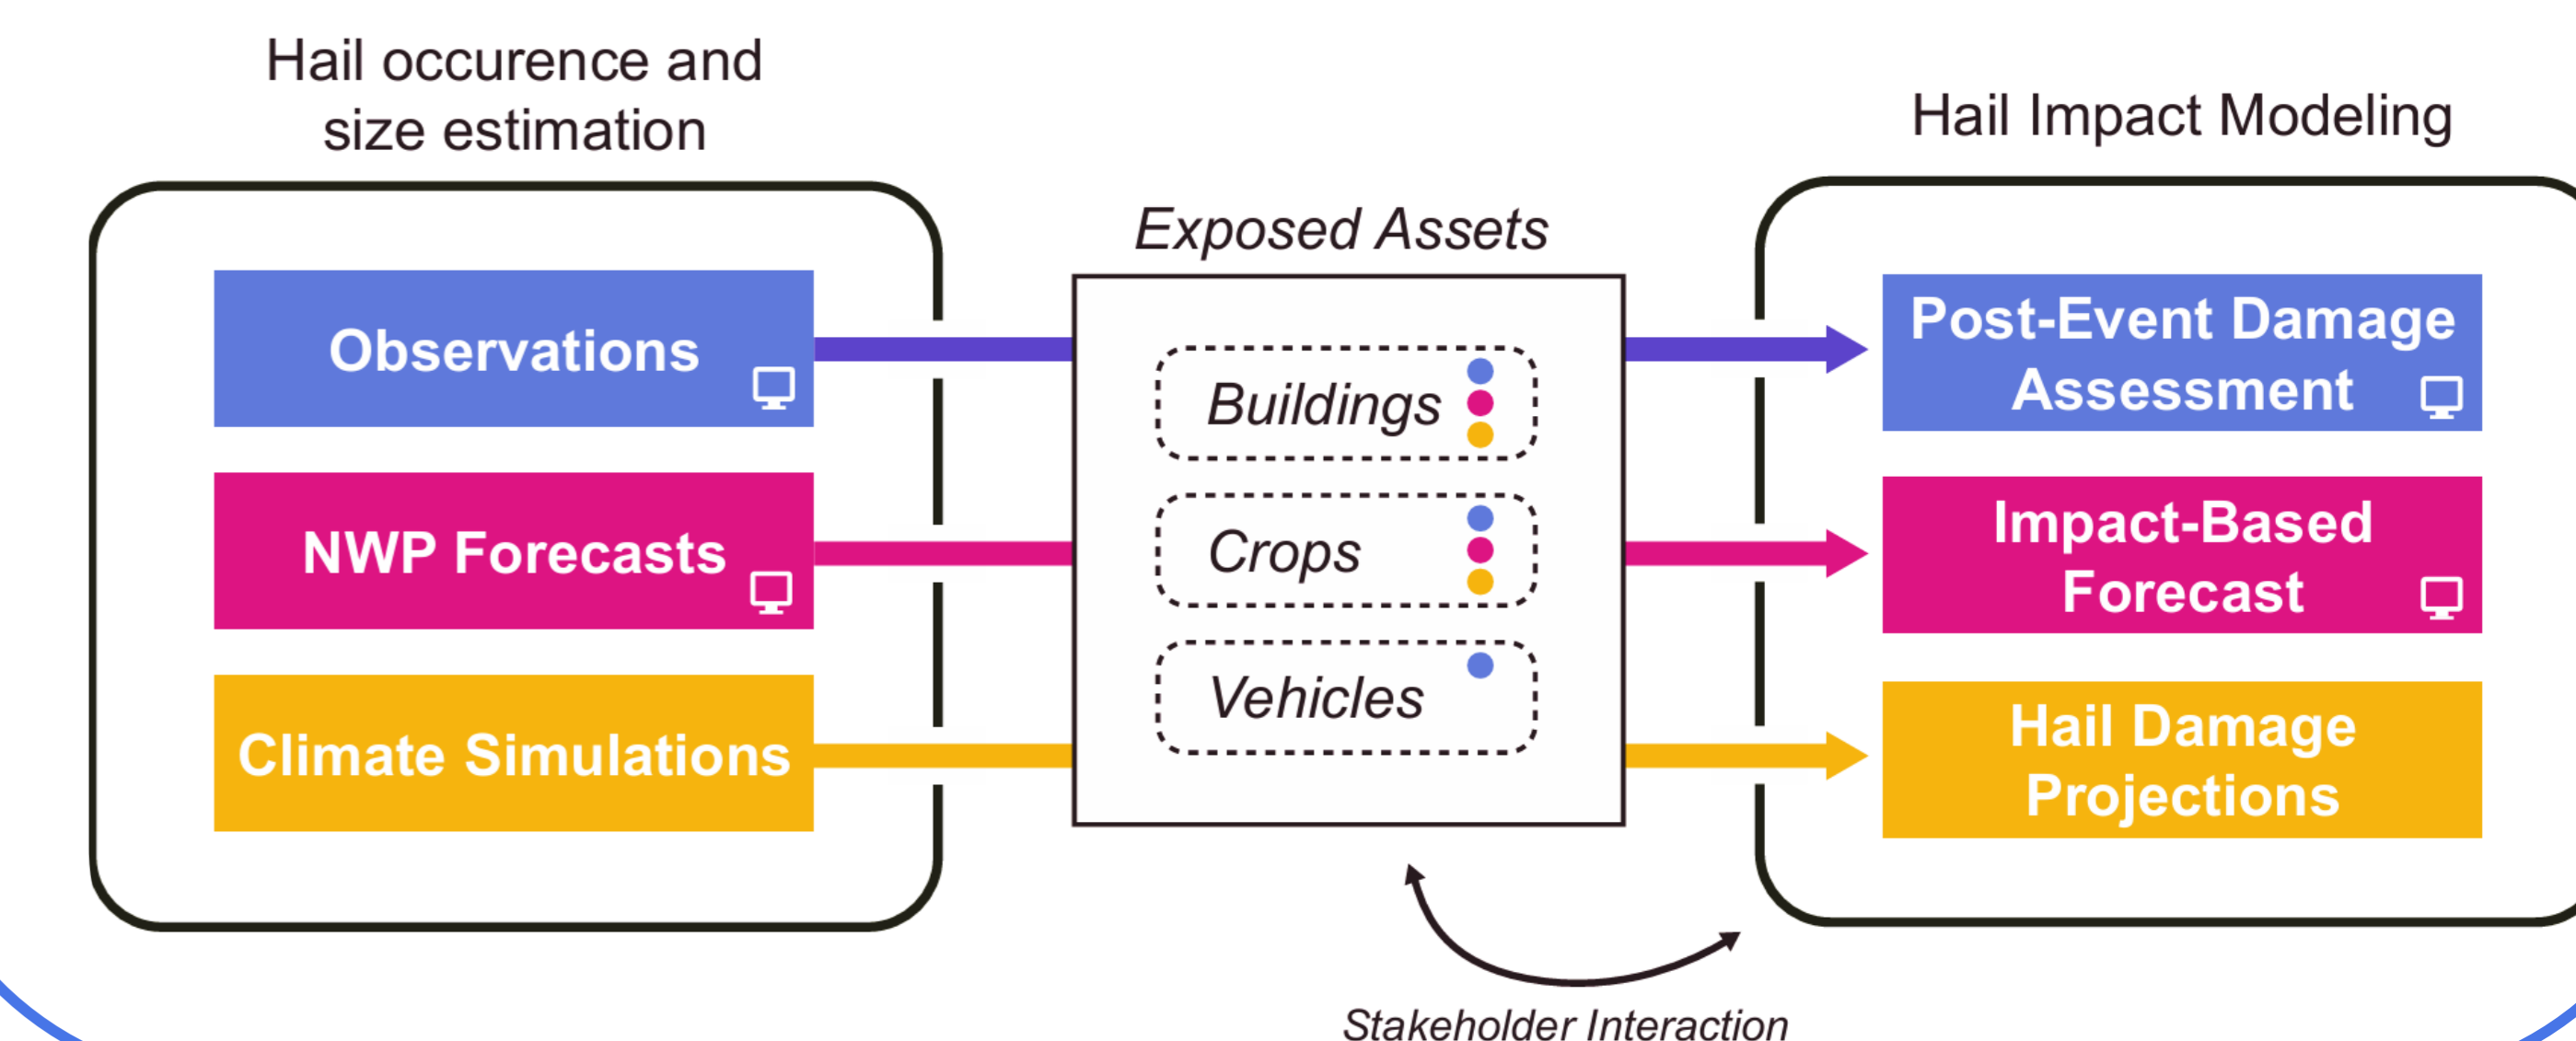 Hail occurence and
size estimation
Observations
NWP Forecasts
Climate Simulations
Exposed Assets
Buildings
Crops
Vehicles
Stakeholder Interaction
Hail Impact Modeling
Post-Event Damage
Assessment
Impact-Based
Forecast
Hail Damage
Projections